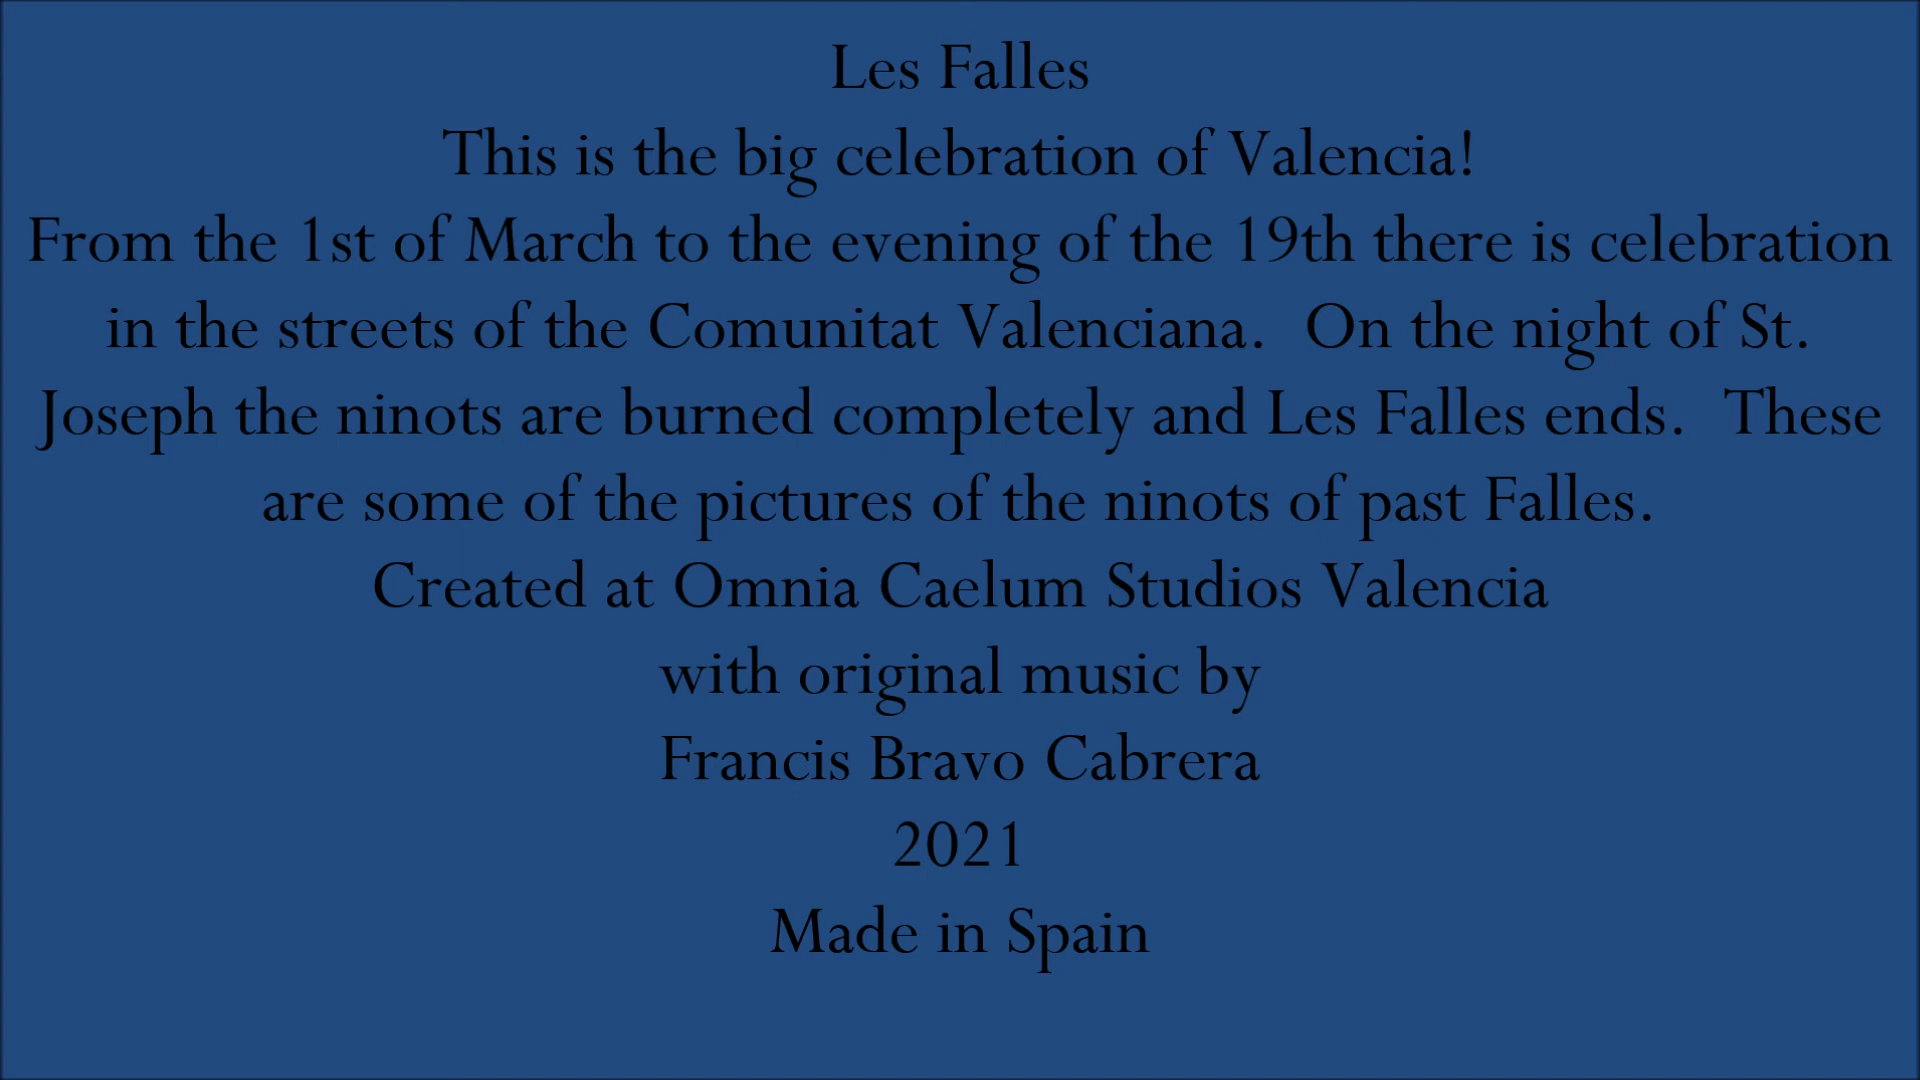 Les Falles
This is the big celebration of Valencia!
From the 1st of March to the evening of the 19th there is celebration
in the streets of the Comunitat Valenciana.  On the night of St.
Joseph the ninots are burned completely and Les Falles ends.  These
are some of the pictures of the ninots of past Falles.
Created at Omnia Caelum Studios Valencia
with original music by
Francis Bravo Cabrera
2021
Made in Spain